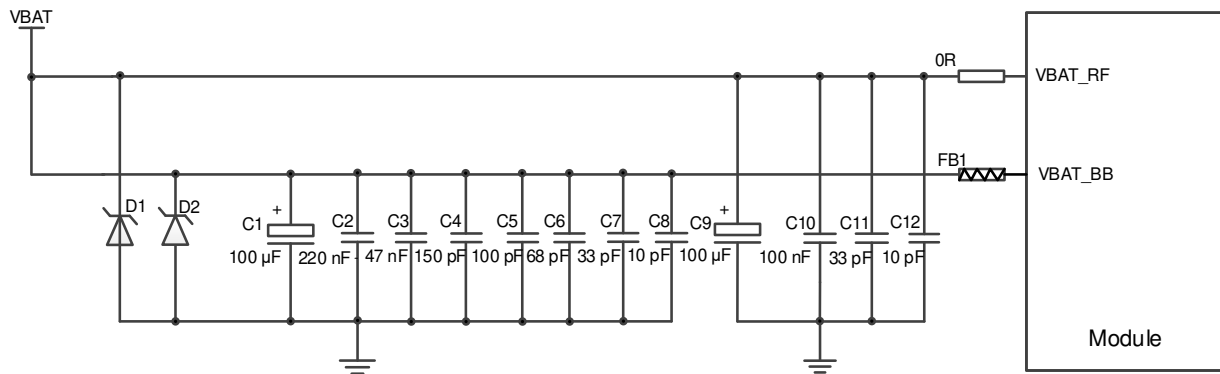 VBAT
0R
VBAT_RF
FB1
VBAT_BB
D1
D2
+
C1
100 µF
C2
220 nF
C3
47 nF
C4
150 pF
C5
100 pF
C6
68 pF
C7
33 pF
C8
10 pF
+
C9
100 µF
C10
100 nF
C11
33 pF
C12
10 pF
Module